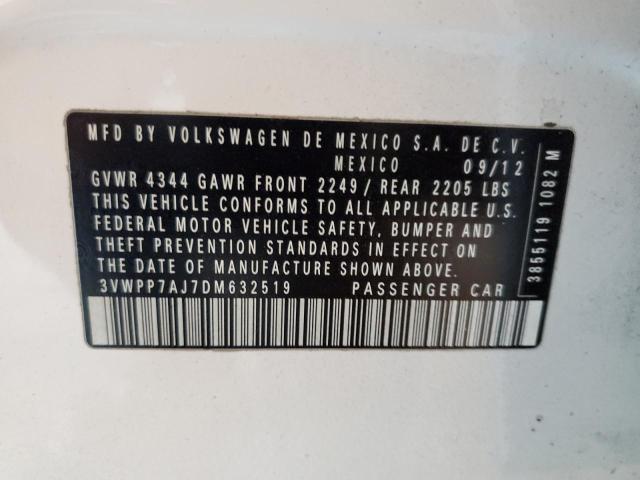 MFD BY VOLKSWAGEN DE MEXICO S.A. DE C.V.
MEXICO 09/12
GVWR 4344 GAWR FRONT 2249/ REAR 2205 LBS
THIS VEHICLE CONFORMS TO ALL APPLICABLE U.S.
FEDERAL MOTOR VEHICLE SAFETY, BUMPER AND
THEFT PREVENTION STANDARDS IN EFFECT ON
THE DATE OF MANUFACTURE SHOWN ABOVE.
3VWPP7AJ7DM632519 PASSENGER CAR
3855119 1082 M